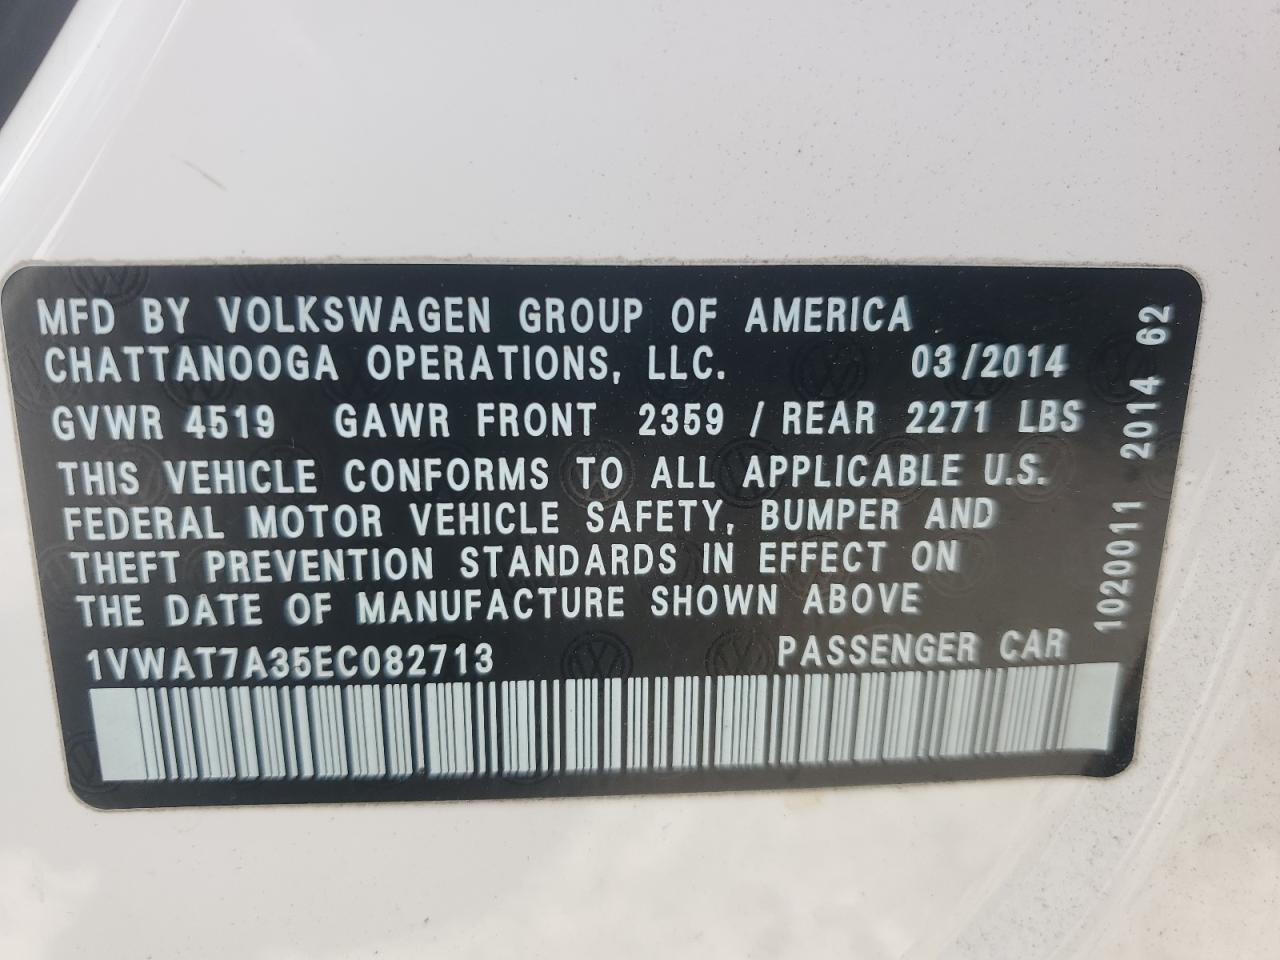 MFD BY VOLKSWAGEN GROUP OF AMERICA
CHATTANOOGA OPERATIONS, LLC. 03/2014
GVWR 4519 GAWR FRONT 2359 / REAR 2271 LBS
THIS VEHICLE CONFORMS TO ALL APPLICABLE U.S.
FEDERAL MOTOR VEHICLE SAFETY, BUMPER AND
THEFT PREVENTION STANDARDS IN EFFECT ON
THE DATE OF MANUFACTURE SHOWN ABOVE
1VWAT7A35EC082713 PASSENGER CAR
1020011 2014 62